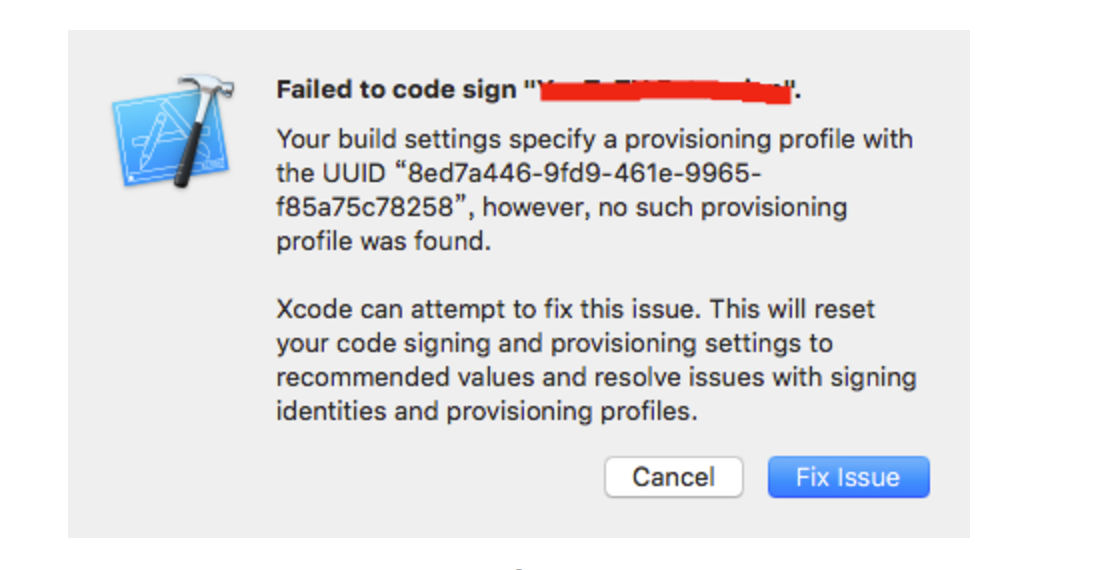 Failed to code sign "
".
Your build settings specify a provisioning profile with
the UUID “8ed7a446-9fd9-461e-9965-
f85a75c78258”, however, no such provisioning
profile was found.
Xcode can attempt to fix this issue. This will reset
your code signing and provisioning settings to
recommended values and resolve issues with signing
identities and provisioning profiles.
Cancel
Fix Issue